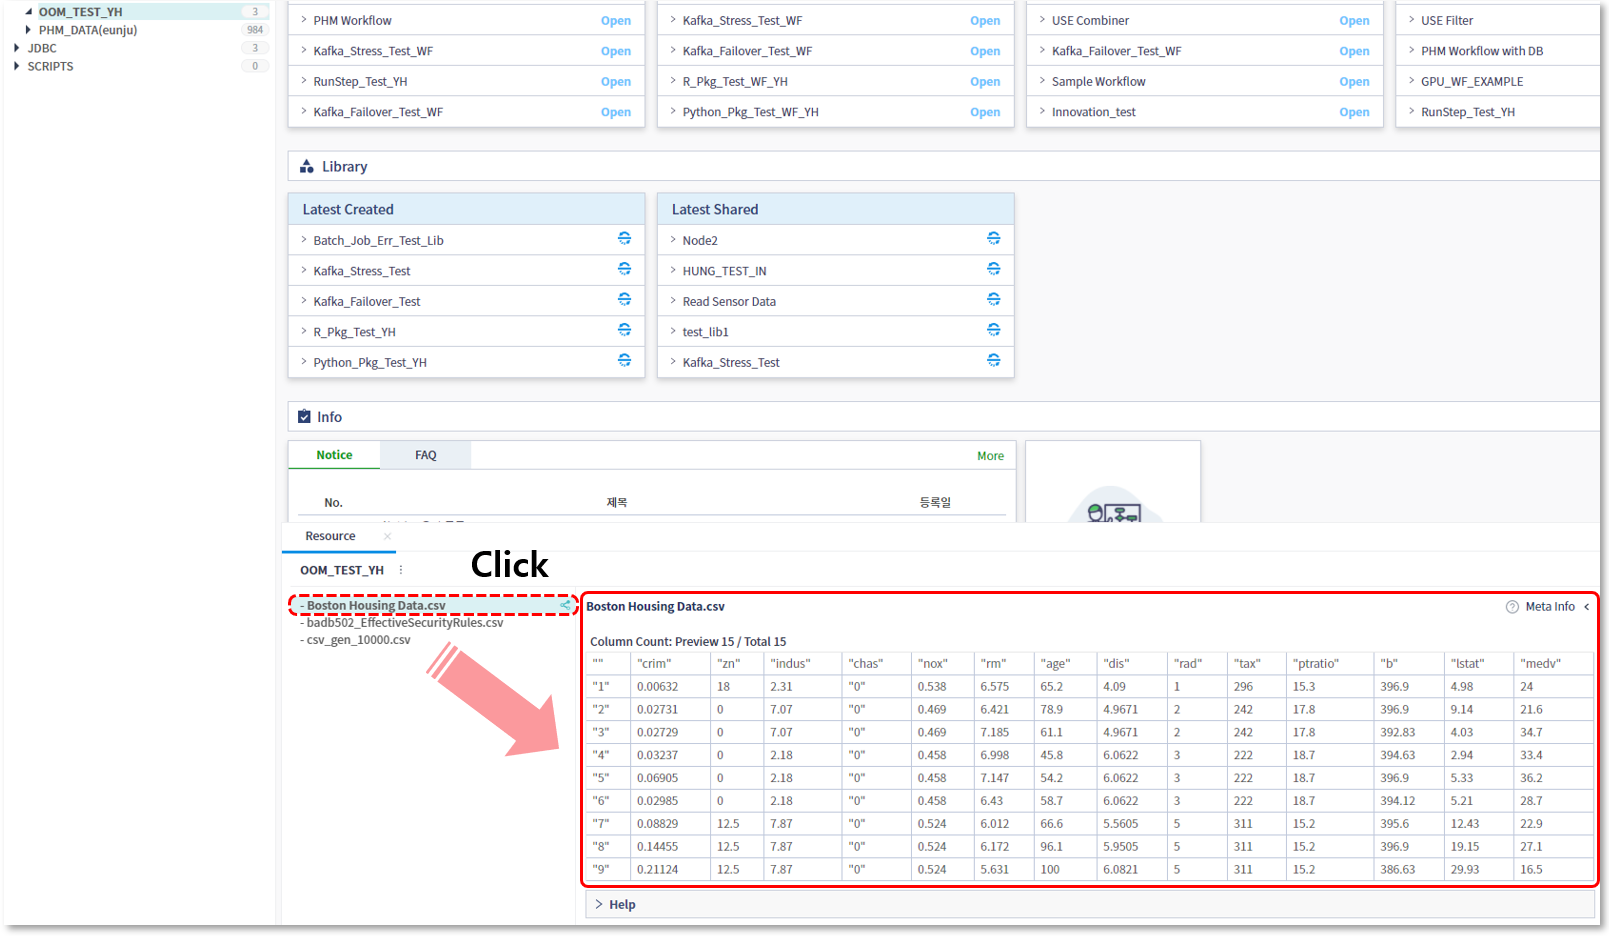 OOM_TEST_YH 3
PHM_DATA(eunju) 984
JDBC 3
SCRIPTS 0
PHM Workflow Open
Kafka_Stress_Test_WF Open
RunStep_Test_YH Open
Kafka_Failover_Test_WF Open
Kafka_Stress_Test_WF Open
Kafka_Failover_Test_WF Open
R_Pkg_Test_WF_YH Open
Python_Pkg_Test_WF_YH Open
USE Combiner Open
Kafka_Failover_Test_WF Open
Sample Workflow Open
Innovation_test Open
USE Filter
PHM Workflow with DB
GPU_WF_EXAMPLE
RunStep_Test_YH
Library
Latest Created
Batch_Job_Err_Test_Lib
Kafka_Stress_Test
Kafka_Failover_Test
R_Pkg_Test_YH
Python_Pkg_Test_YH
Latest Shared
Node2
HUNG_TEST_IN
Read Sensor Data
test_lib1
Kafka_Stress_Test
Info
Notice FAQ More
No. 제목 등록일
Resource
OOM_TEST_YH
Click
- Boston Housing Data.csv
- badb502_EffectiveSecurityRules.csv
- csv_gen_10000.csv
Boston Housing Data.csv Meta Info
Column Count: Preview 15 / Total 15
"" "crim" "zn" "indus" "chas" "nox" "rm" "age" "dis" "rad" "tax" "ptratio" "b" "lstat" "medv"
"1" 0.00632 18 2.31 "0" 0.538 6.575 65.2 4.09 1 296 15.3 396.9 4.98 24
"2" 0.02731 0 7.07 "0" 0.469 6.421 78.9 4.9671 2 242 17.8 396.9 9.14 21.6
"3" 0.02729 0 7.07 "0" 0.469 7.185 61.1 4.9671 2 242 17.8 392.83 4.03 34.7
"4" 0.03237 0 2.18 "0" 0.458 6.998 45.8 6.0622 3 222 18.7 394.63 2.94 33.4
"5" 0.06905 0 2.18 "0" 0.458 7.147 54.2 6.0622 3 222 18.7 396.9 5.33 36.2
"6" 0.02985 0 2.18 "0" 0.458 6.43 58.7 6.0622 3 222 18.7 394.12 5.21 28.7
"7" 0.08829 12.5 7.87 "0" 0.524 6.012 66.6 5.5605 5 311 15.2 395.6 12.43 22.9
"8" 0.14455 12.5 7.87 "0" 0.524 6.172 96.1 5.9505 5 311 15.2 396.9 19.15 27.1
"9" 0.21124 12.5 7.87 "0" 0.524 5.631 100 6.0821 5 311 15.2 386.63 29.93 16.5
Help